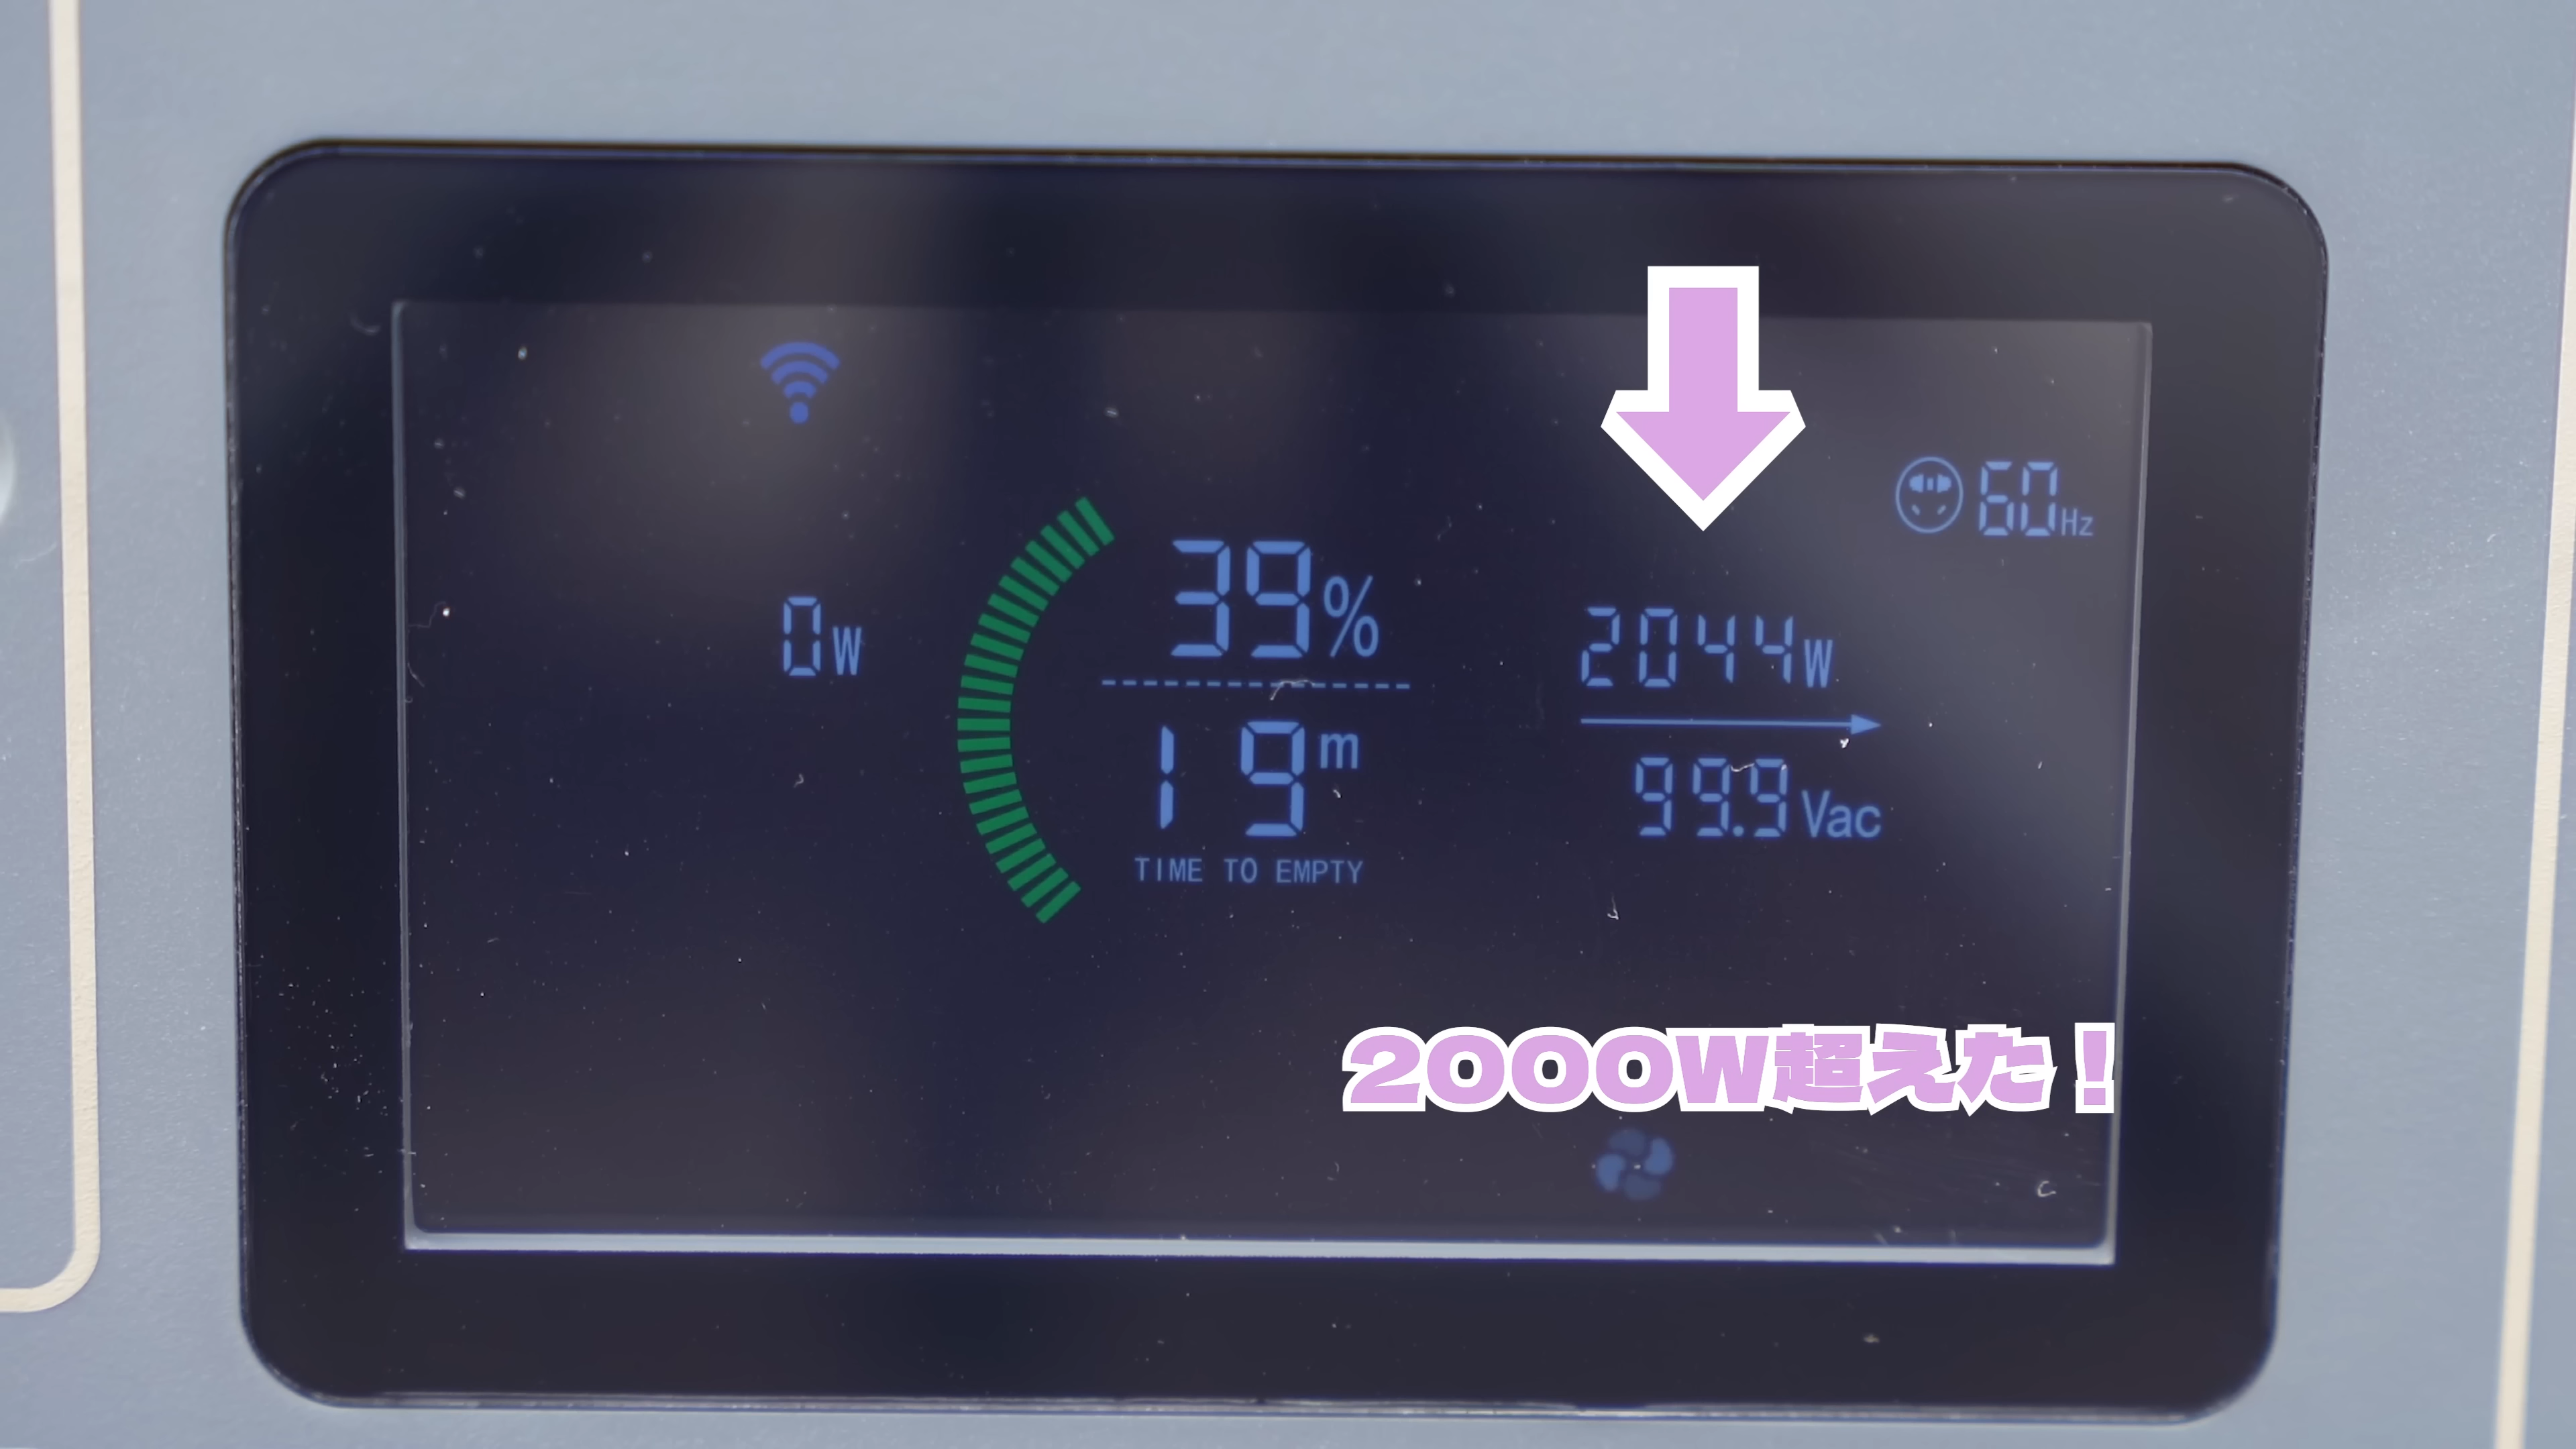 60Hz
39%
0W
2044W
19m
99.9Vac
TIME TO EMPTY
2000W超えた！